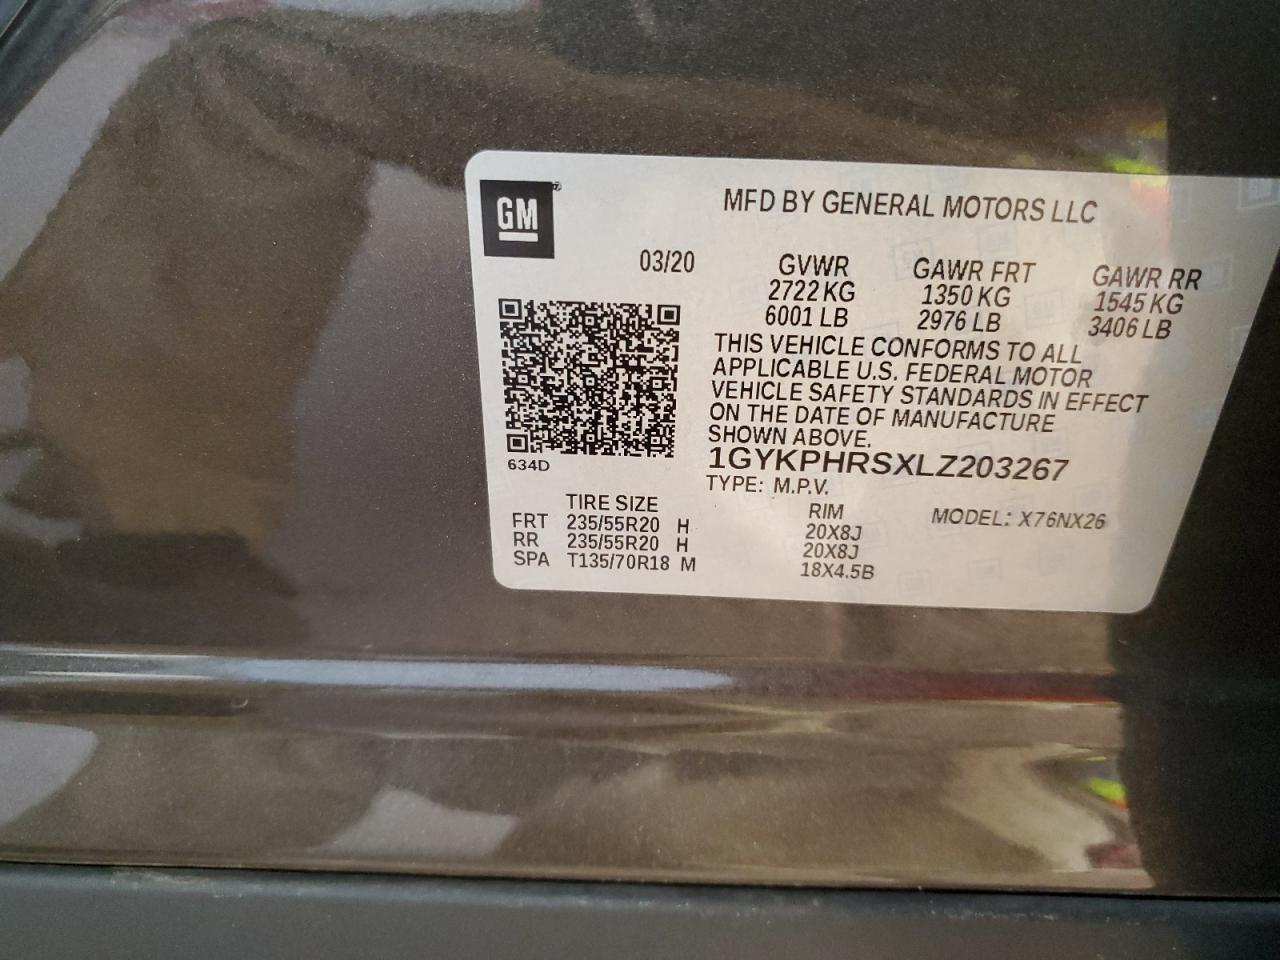 GM
MFD BY GENERAL MOTORS LLC
03/20
GVWR
2722 KG
6001 LB
GAWR FRT
1350 KG
2976 LB
GAWR RR
1545 KG
3406 LB
THIS VEHICLE CONFORMS TO ALL
APPLICABLE U.S. FEDERAL MOTOR
VEHICLE SAFETY STANDARDS IN EFFECT
ON THE DATE OF MANUFACTURE
SHOWN ABOVE.
1GYKPHRSXLZ203267
TYPE: M.P.V.
634D
TIRE SIZE RIM
FRT 235/55R20 H 20X8J
RR 235/55R20 H 20X8J
SPA T135/70R18 M 18X4.5B
MODEL: X76NX26